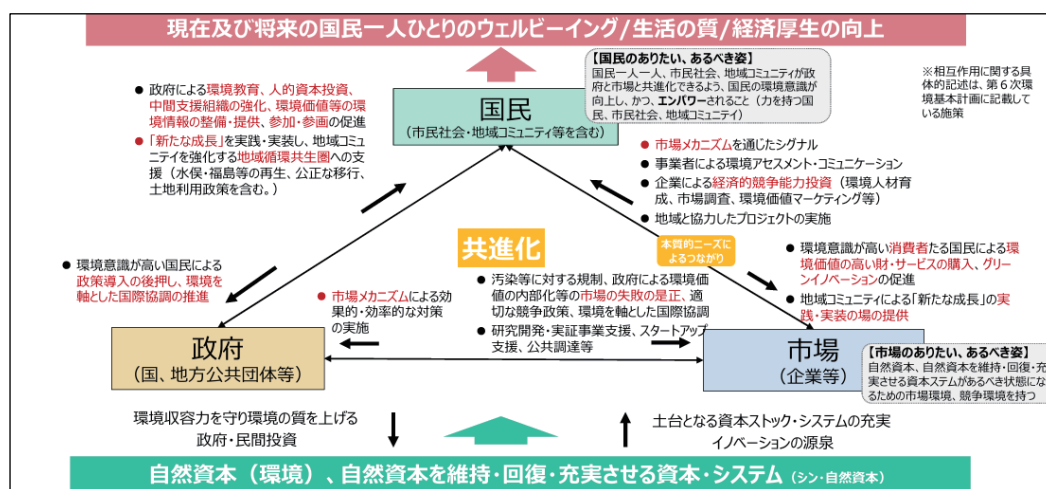 現在及び将来の国民一人ひとりのウェルビーイング/生活の質/経済厚生の向上
● 政府による環境教育、人的資本投資、
中間支援組織の強化、環境価値等の環
境情報の整備・提供、参加・参画の促進
● 「新たな成長」を実践・実装し、地域コミュ
ニテイを強化する地域循環共生圏への支
援（水俣・福島等の再生、公正な移行、
土地利用政策を含む。）
国民
（市民社会・地域コミュニティ等を含む）
【国民のありたい、あるべき姿】
国民一人一人、市民社会、地域コミュニティが政
府と市場と共進化できるよう、国民の環境意識が
向上し、かつ、エンパワーされること（力を持つ国
民、市民社会、地域コミュニテイ）
※相互作用に関する具
体的記述は、第６次環
境基本計画に記載して
いる施策
● 市場メカニズムを通じたシグナル
● 事業者による環境アセスメント・コミュニケーション
● 企業による経済的競争能力投資（環境人材育
成、市場調査、環境価値マーケティング等）
● 地域と協力したプロジェクトの実施
共進化
本質的ニーズに
よるつながり
● 環境意識が高い国民による
政策導入の後押し、環境を
軸とした国際協調の推進
● 市場メカニズムによる効
果的・効率的な対策
の実施
● 汚染等に対する規制、政府による環境価
値の内部化等の市場の失敗の是正、適
切な競争政策、環境を軸とした国際協調
● 研究開発・実証事業支援、スタートアップ
支援、公共調達等
● 環境意識が高い消費者たる国民による環
境価値の高い財・サービスの購入、グリー
ンイノベーションの促進
● 地域コミュニティによる「新たな成長」の実
践・実装の場の提供
政府
（国、地方公共団体等）
市場
（企業等）
【市場のありたい、あるべき姿】
自然資本、自然資本を維持・回復・充
実させる資本ステムがあるべき状態にな
るための市場環境、競争環境を持つ
環境収容力を守り環境の質を上げる
政府・民間投資
土台となる資本ストック・システムの充実
イノベーションの源泉
自然資本（環境）、自然資本を維持・回復・充実させる資本・システム（シン・自然資本）